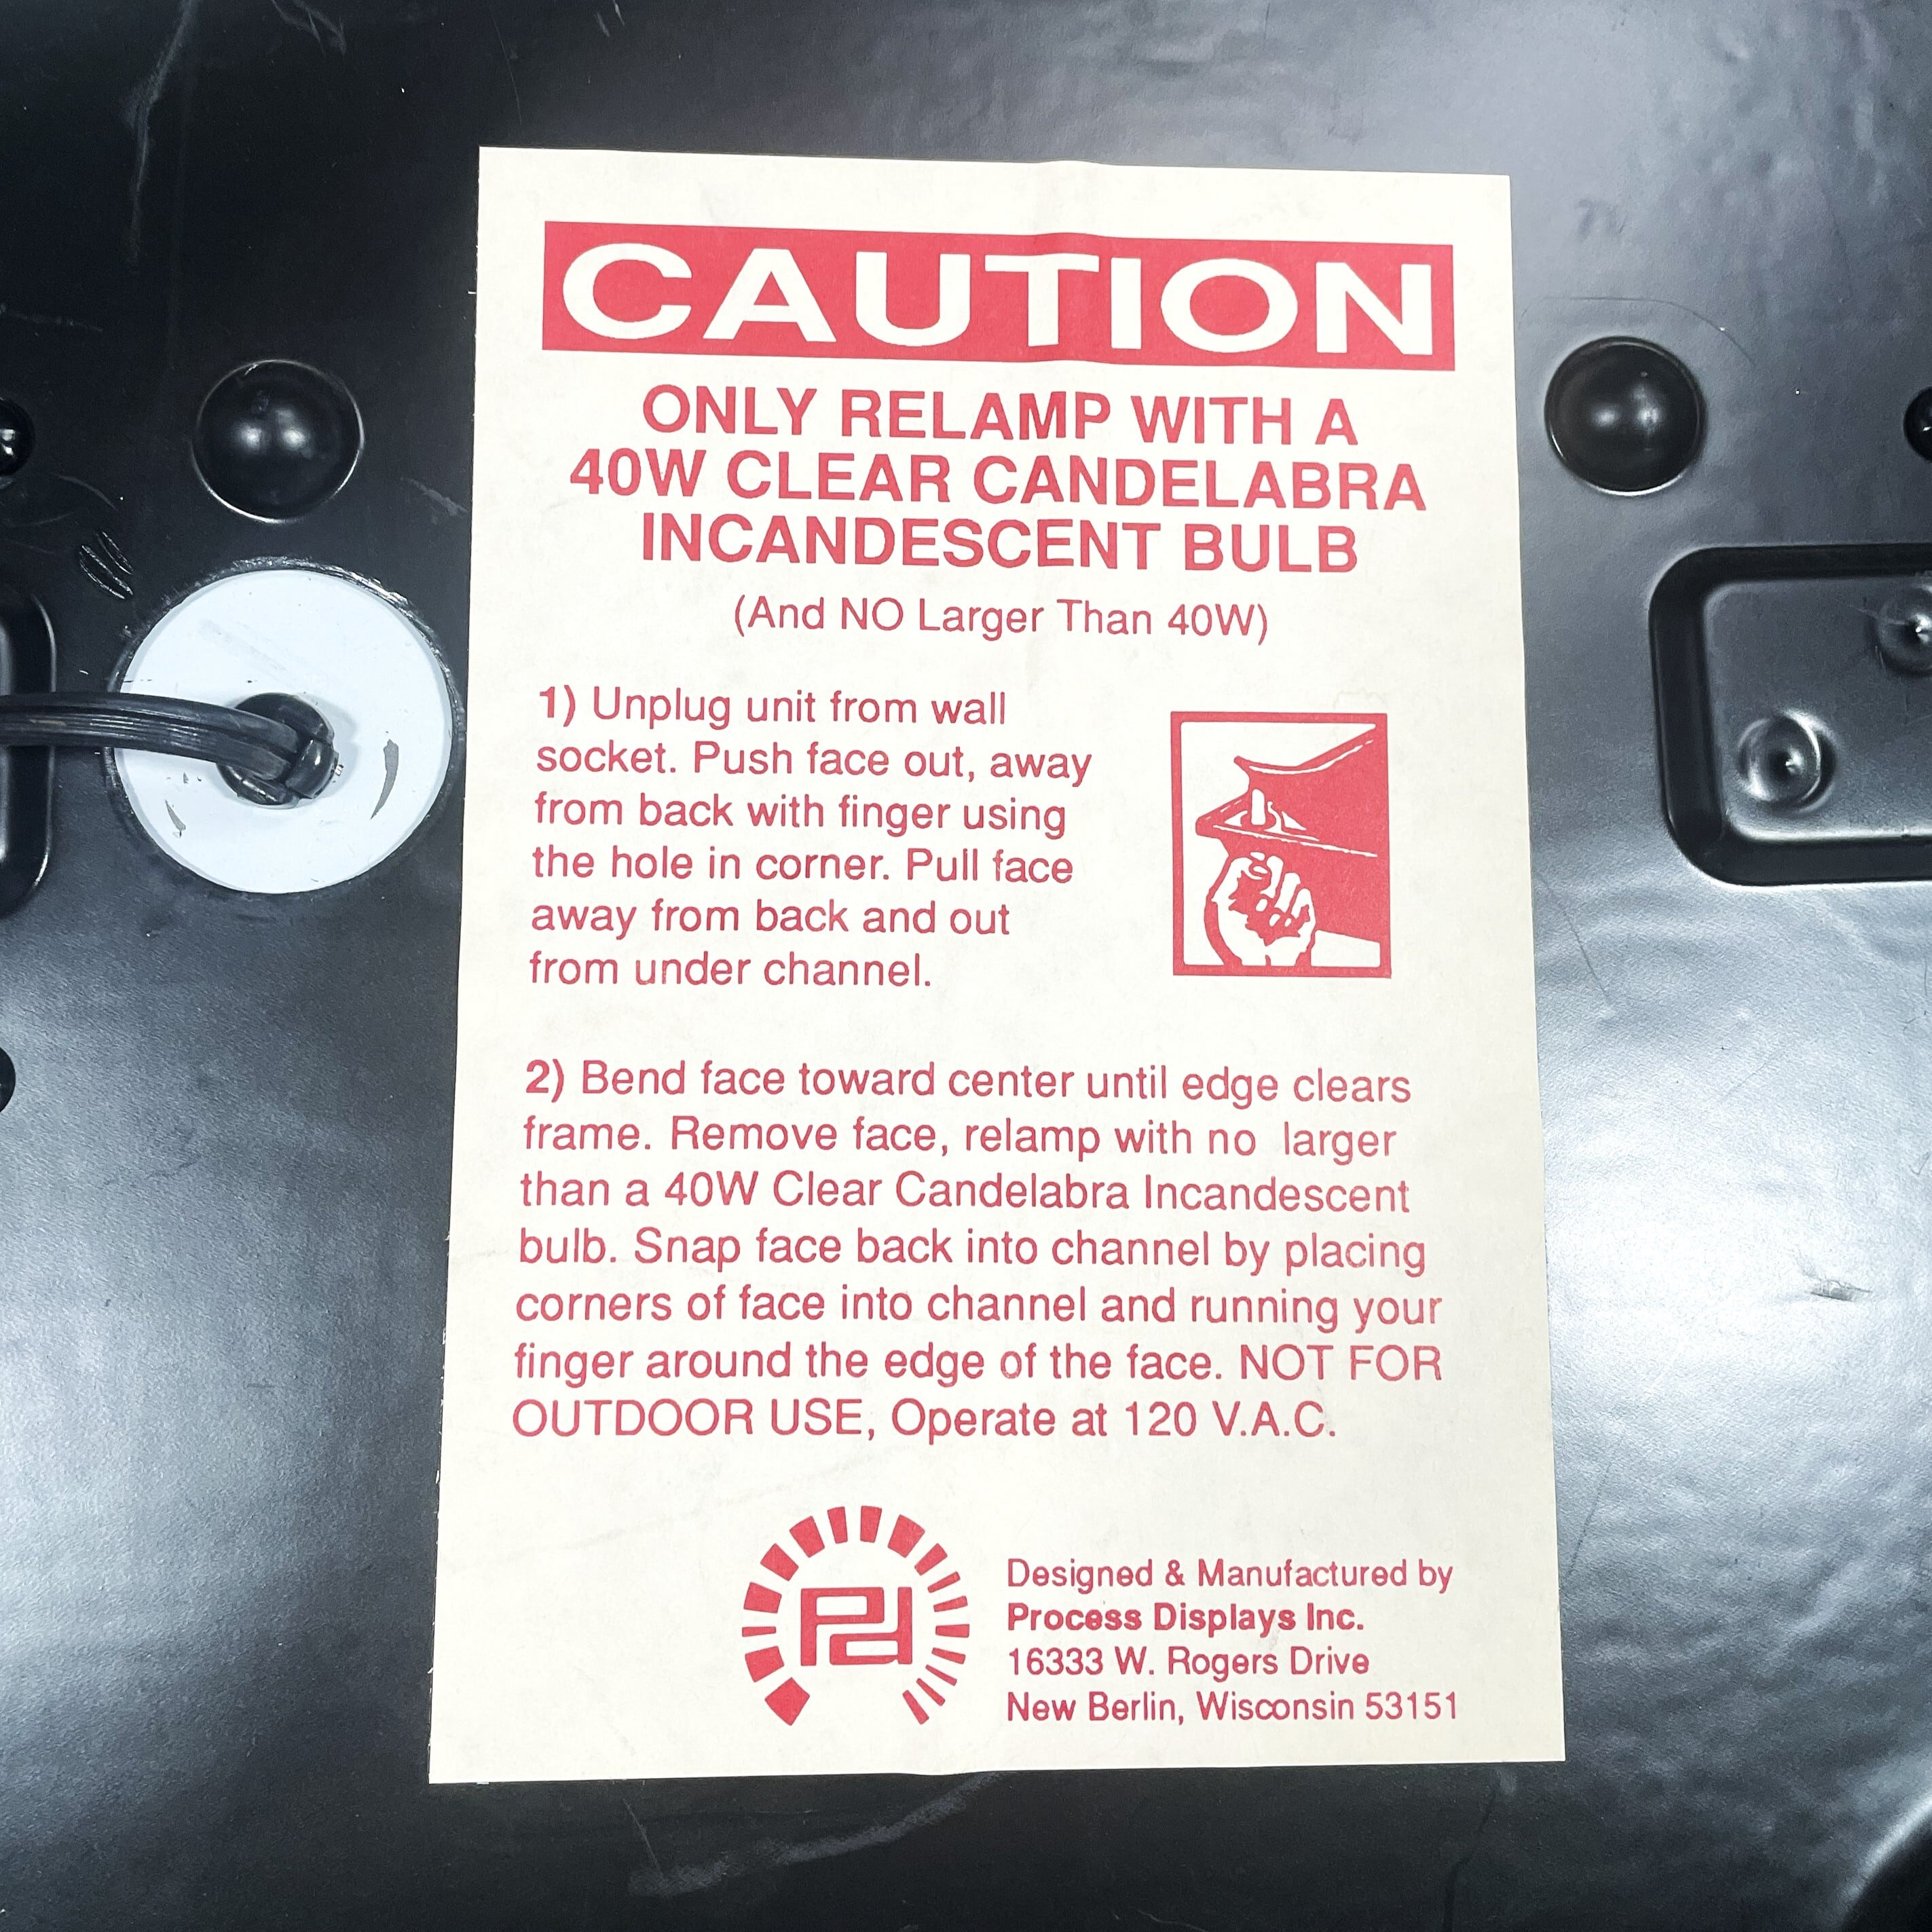 CAUTION
ONLY RELAMP WITH A
40W CLEAR CANDELABRA
INCANDESCENT BULB
(And NO Larger Than 40W)
1) Unplug unit from wall
socket. Push face out, away
from back with finger using
the hole in corner. Pull face
away from back and out
from under channel.
2) Bend face toward center until edge clears
frame. Remove face, relamp with no larger
than a 40W Clear Candelabra Incandescent
bulb. Snap face back into channel by placing
corners of face into channel and running your
finger around the edge of the face. NOT FOR
OUTDOOR USE, Operate at 120 V.A.C.
Pd
Designed & Manufactured by
Process Displays Inc.
16333 W. Rogers Drive
New Berlin, Wisconsin 53151